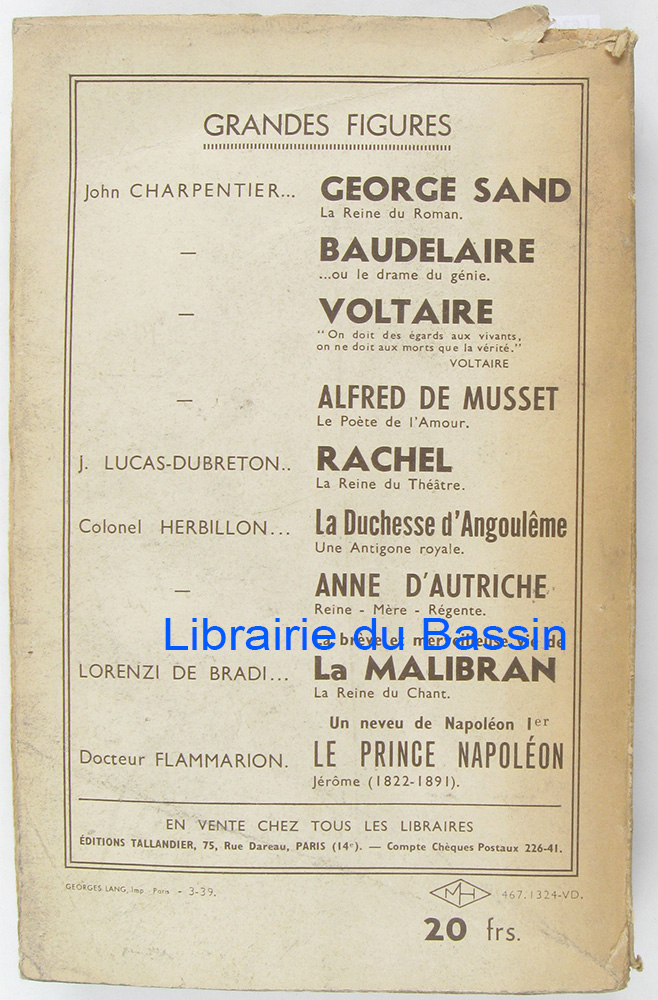 GRANDES FIGURES
John CHARPENTIER... GEORGE SAND
La Reine du Roman.
— BAUDELAIRE
...ou le drame du génie.
— VOLTAIRE
"On doit des égards aux vivants,
on ne doit aux morts que la vérité."
VOLTAIRE
— ALFRED DE MUSSET
Le Poète de l'Amour.
J. LUCAS-DUBRETON.. RACHEL
La Reine du Théâtre.
Colonel HERBILLON... La Duchesse d'Angoulême
Une Antigone royale.
— ANNE D'AUTRICHE
Reine - Mère - Régente.
Librairie du Bassin
La brève et merveilleuse vie de
LORENZI DE BRADI... La MALIBRAN
La Reine du Chant.
Un neveu de Napoléon Ier
Docteur FLAMMARION. LE PRINCE NAPOLÉON
Jérôme (1822-1891).
EN VENTE CHEZ TOUS LES LIBRAIRES
ÉDITIONS TALLANDIER, 75, Rue Dareau, PARIS (14e). — Compte Chèques Postaux 226-41.
GEORGES LANG, Imp. Paris - 3-39.
MH 467.1324-VD.
20 frs.